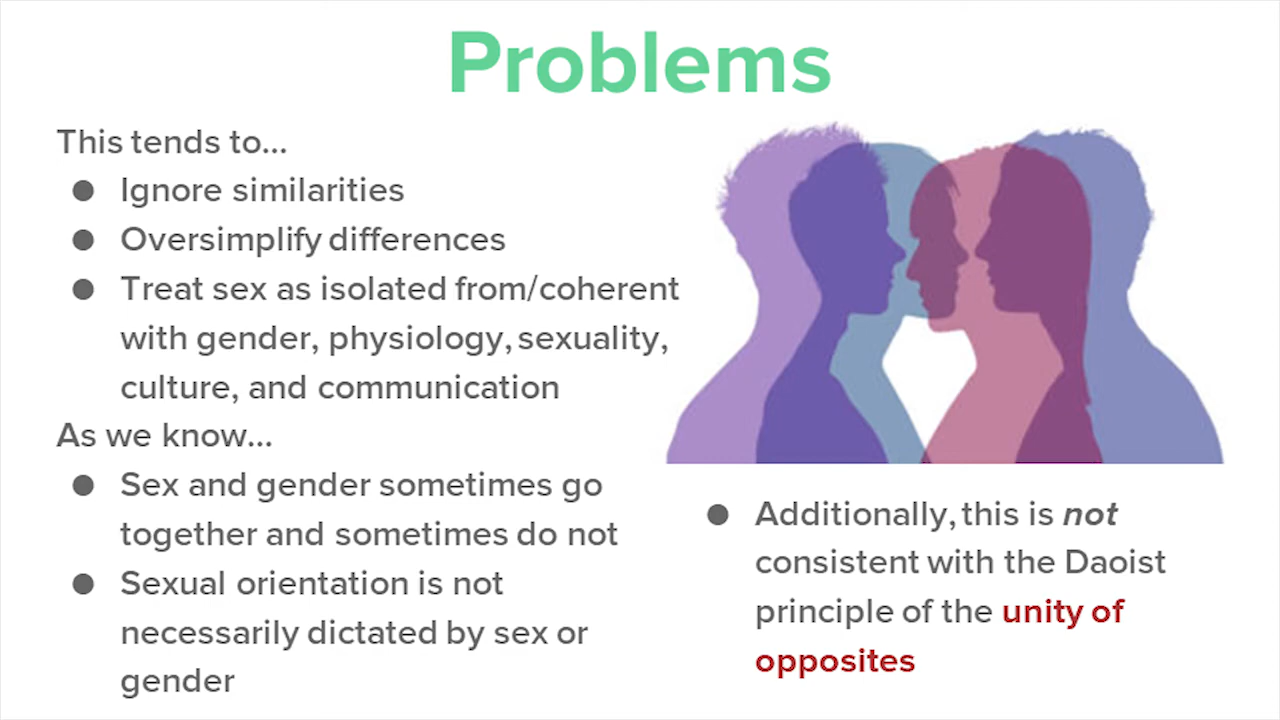 Problems
This tends to...
● Ignore similarities
● Oversimplify differences
● Treat sex as isolated from/coherent
with gender, physiology, sexuality,
culture, and communication
As we know...
● Sex and gender sometimes go
together and sometimes do not
● Sexual orientation is not
necessarily dictated by sex or
gender
● Additionally, this is not
consistent with the Daoist
principle of the unity of
opposites